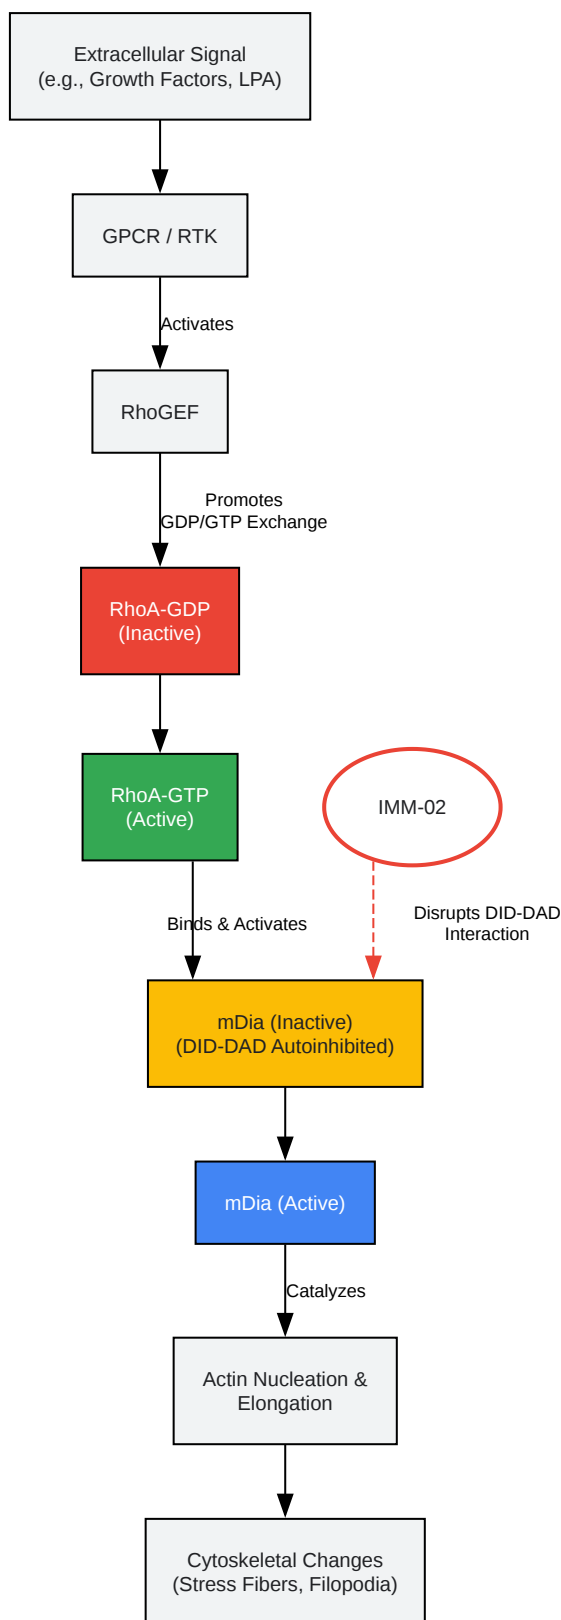 Extracellular Signal
(e.g., Growth Factors, LPA)
GPCR / RTK
Activates
RhoGEF
Promotes
GDP/GTP Exchange
RhoA-GDP
(Inactive)
RhoA-GTP
(Active)
IMM-02
Binds & Activates
Disrupts DID-DAD
Interaction
mDia (Inactive)
(DID-DAD Autoinhibited)
mDia (Active)
Catalyzes
Actin Nucleation &
Elongation
Cytoskeletal Changes
(Stress Fibers, Filopodia)